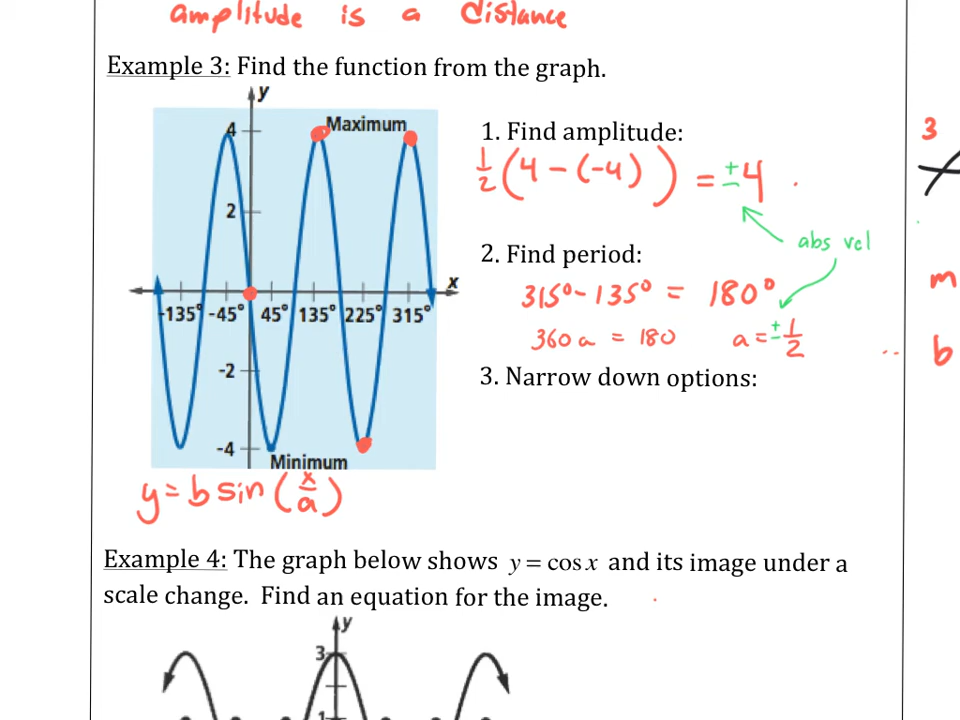 amplitude is a distance
Example 3: Find the function from the graph.
y
4
Maximum
2
x
-135° -45° 45° 135° 225° 315°
-2
-4
Minimum
y = b sin (x/a)
1. Find amplitude:
1/2 (4 - (-4)) = ±4 .
abs val
2. Find period:
315° - 135° = 180°
360a = 180 a = ±1/2
3. Narrow down options:
3
m
b
Example 4: The graph below shows y = cos x and its image under a
scale change. Find an equation for the image.
y
3
1